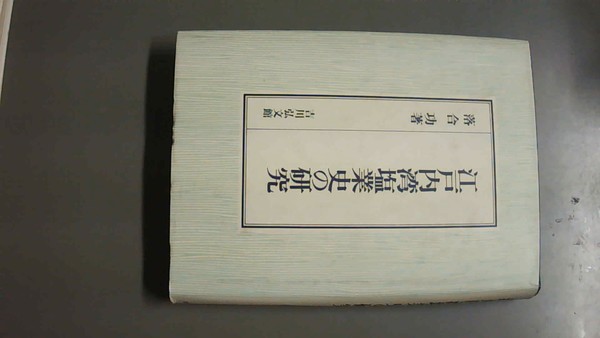 江戸内湾塩業史の研究
落合功著
吉川弘文館